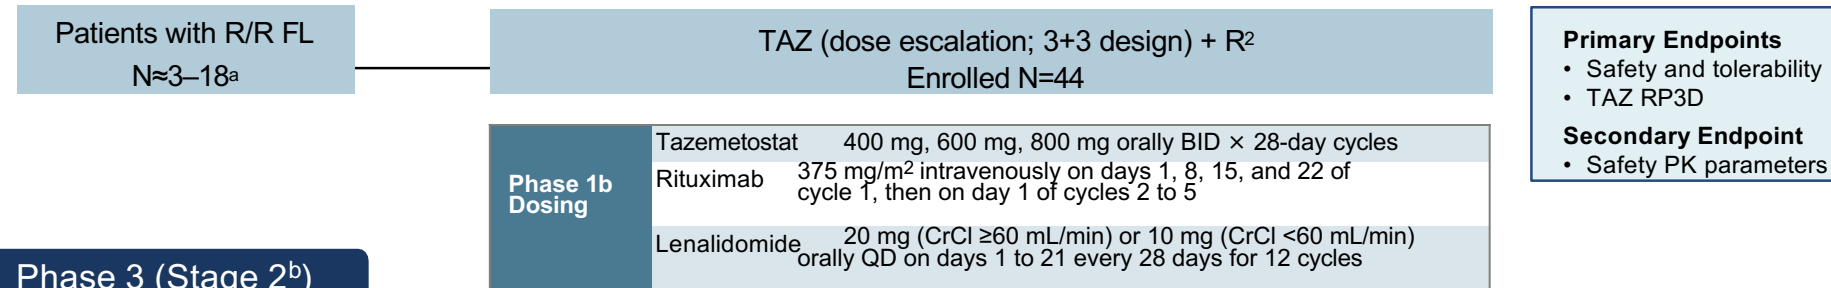 Patients with R/R FL
N≈3–18ᵃ
TAZ (dose escalation; 3+3 design) + R²
Enrolled N=44
Primary Endpoints
• Safety and tolerability
• TAZ RP3D
Secondary Endpoint
• Safety PK parameters
Phase 1b
Dosing
Tazemetostat 400 mg, 600 mg, 800 mg orally BID × 28-day cycles
Rituximab 375 mg/m² intravenously on days 1, 8, 15, and 22 of
cycle 1, then on day 1 of cycles 2 to 5
Lenalidomide 20 mg (CrCl ≥60 mL/min) or 10 mg (CrCl <60 mL/min)
orally QD on days 1 to 21 every 28 days for 12 cycles
Phase 3 (Stage 2ᵇ)